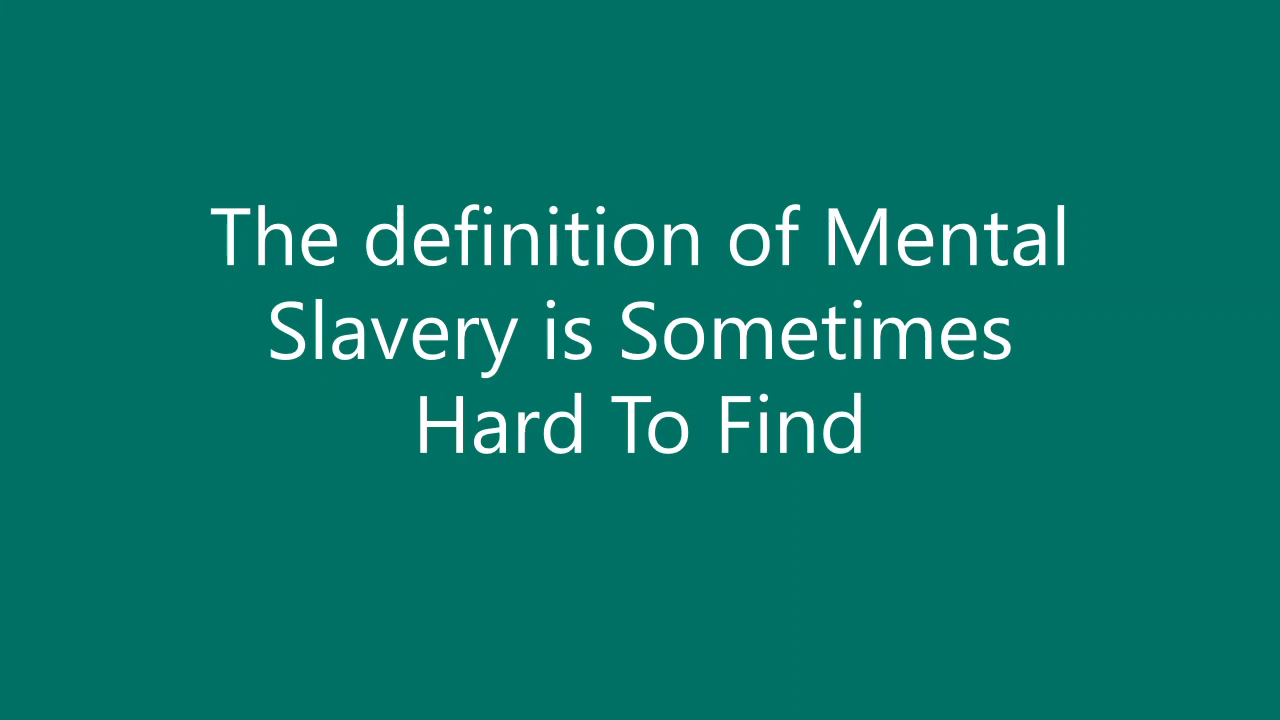 The definition of Mental
Slavery is Sometimes
Hard To Find